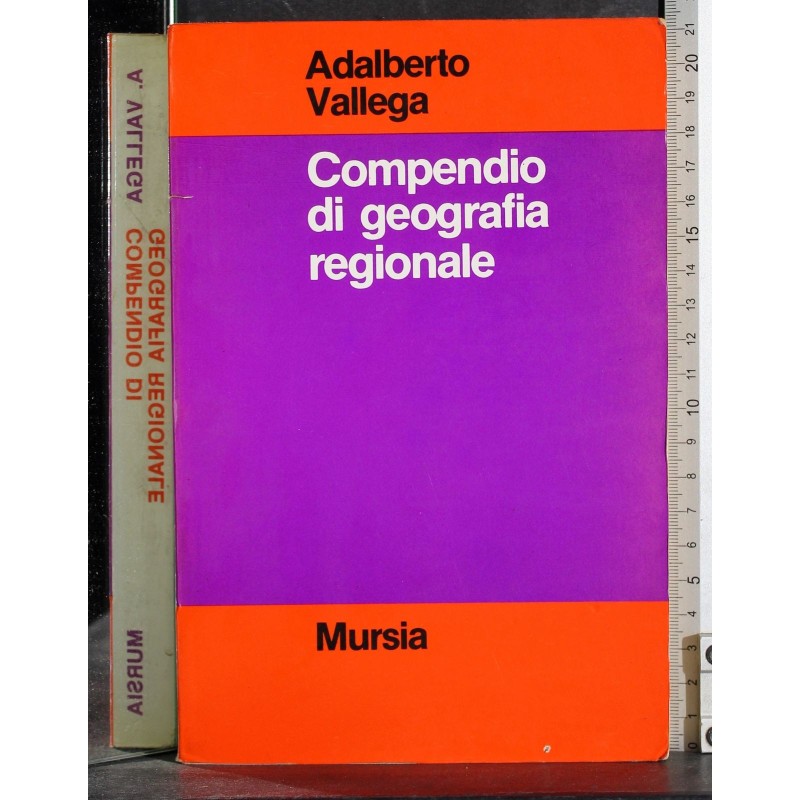 Adalberto
Vallega
Compendio
di geografia
regionale
Mursia
A. VALLEGA
COMPENDIO DI
GEOGRAFIA REGIONALE
MURSIA
21
20
19
18
17
16
15
14
13
12
11
10
9
8
7
6
5
4
3
2
1
0